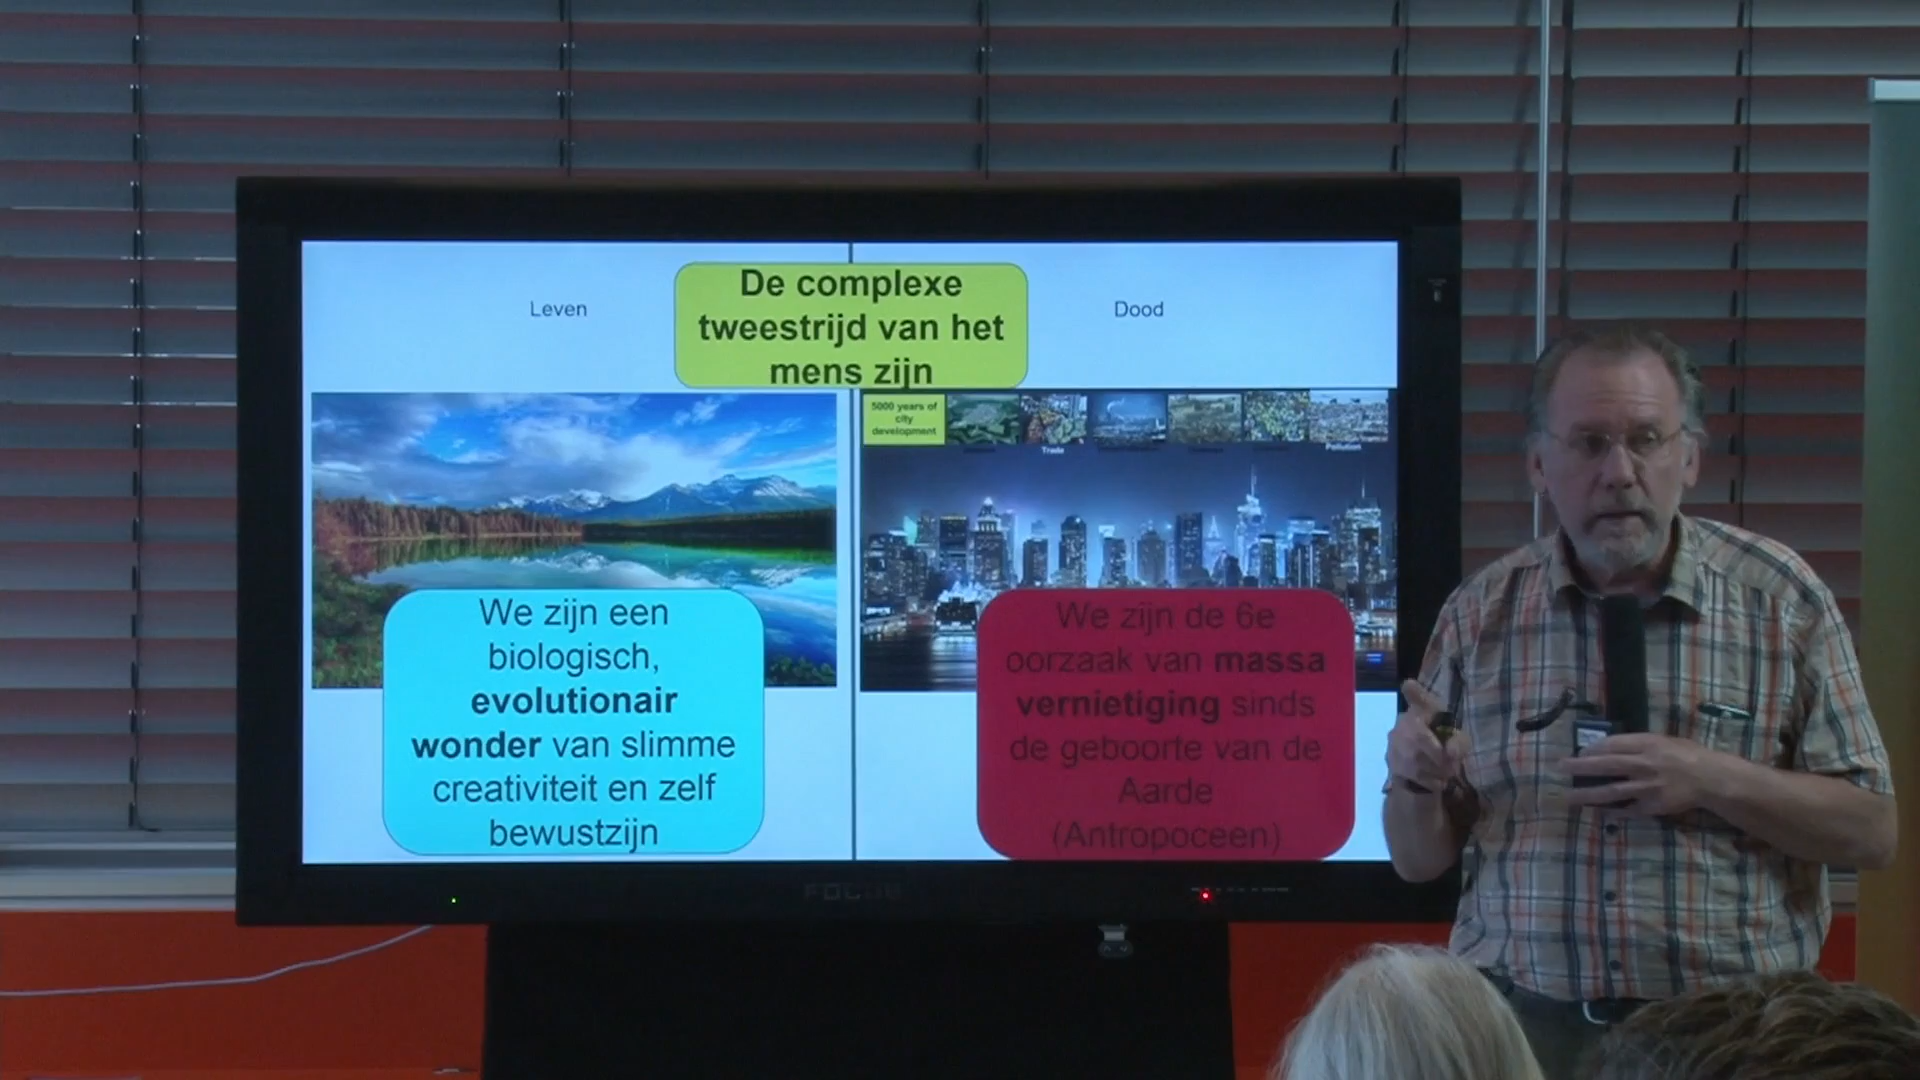 De complexe
tweestrijd van het
mens zijn
Leven
Dood
5000 years of
city
development
Trade
Pollution
We zijn een
biologisch,
evolutionair
wonder van slimme
creativiteit en zelf
bewustzijn
We zijn de 6e
oorzaak van massa
vernietiging sinds
de geboorte van de
Aarde
(Antropoceen)
FOCUS